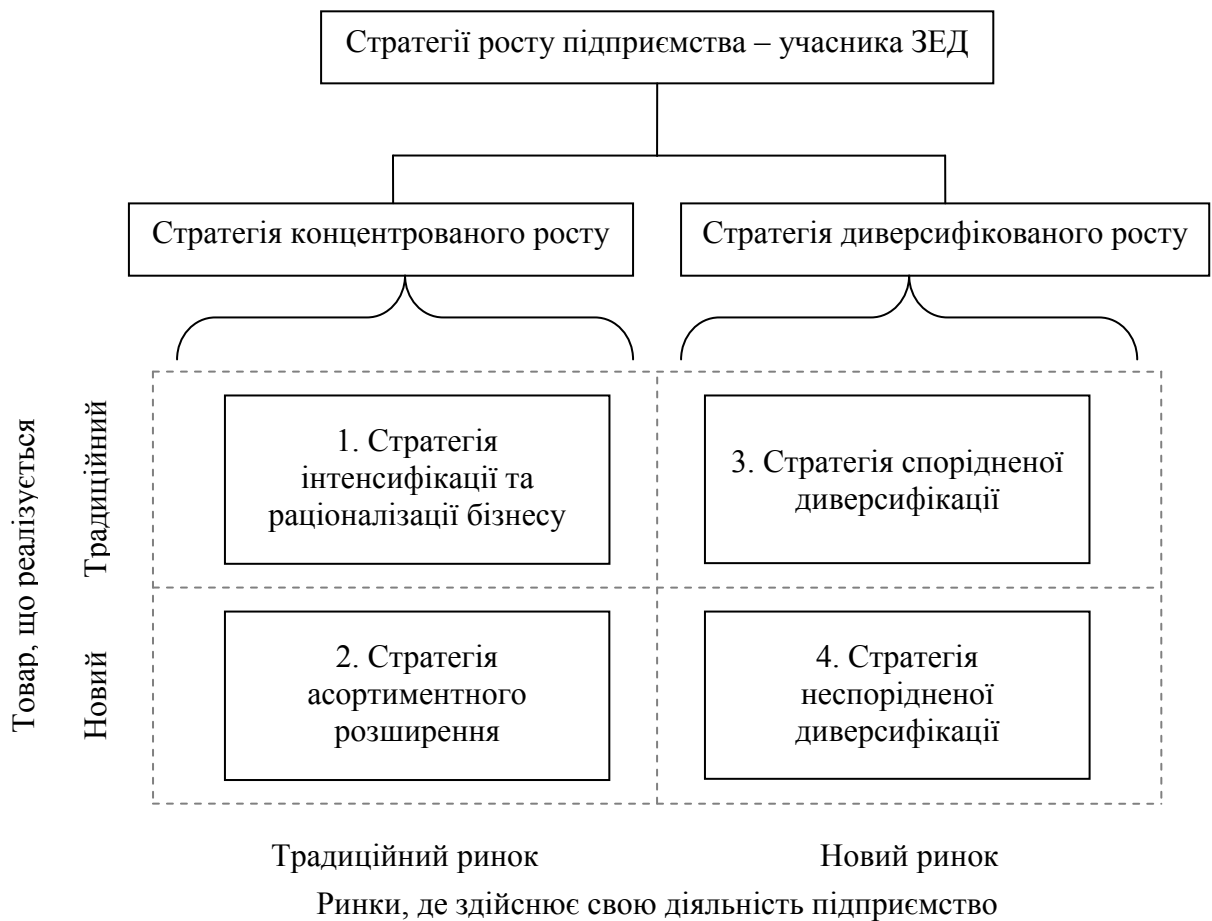 Стратегії росту підприємства – учасника ЗЕД
Стратегія концентрованого росту
Стратегія диверсифікованого росту
Товар, що реалізується
Традиційний
1. Стратегія
інтенсифікації та
раціоналізації бізнесу
3. Стратегія спорідненої
диверсифікації
Новий
2. Стратегія
асортиментного
розширення
4. Стратегія
неспорідненої
диверсифікації
Традиційний ринок
Новий ринок
Ринки, де здійснює свою діяльність підприємство